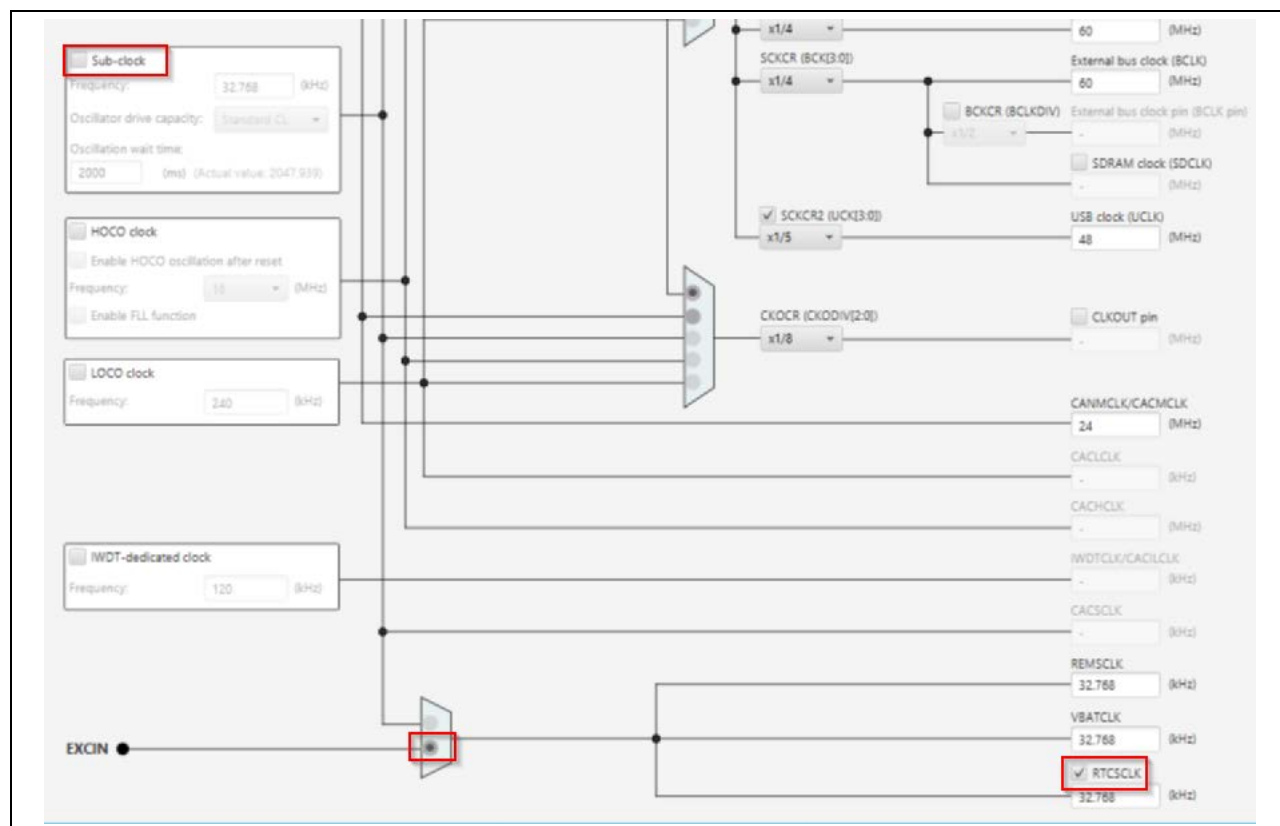 x1/4
60 (MHz)
Sub-clock
Frequency: 32.768 (kHz)
Oscillator drive capacity: Standard CL
Oscillation wait time:
2000 (ms) (Actual value: 2047.939)
SCKCR (BCK[3:0])
x1/4
External bus clock (BCLK)
60 (MHz)
BCKCR (BCLKDIV)
x1/2
External bus clock pin (BCLK pin)
- (MHz)
SDRAM clock (SDCLK)
- (MHz)
SCKCR2 (UCK[3:0])
x1/5
USB clock (UCLK)
48 (MHz)
HOCO clock
Enable HOCO oscillation after reset
Frequency: (MHz)
Enable FLL function
CKOCR (CKODIV[2:0])
x1/8
CLKOUT pin
- (MHz)
LOCO clock
Frequency: 240 (kHz)
CANMCLK/CACMCLK
24 (MHz)
CACLCLK
- (kHz)
CACHCLK
- (MHz)
IWDT-dedicated clock
Frequency: 120 (kHz)
IWDTCLK/CACILCLK
- (kHz)
CACSCLK
- (kHz)
REMSCLK
32.768 (kHz)
VBATCLK
32.768 (kHz)
EXCIN
RTCSCLK
32.768 (kHz)